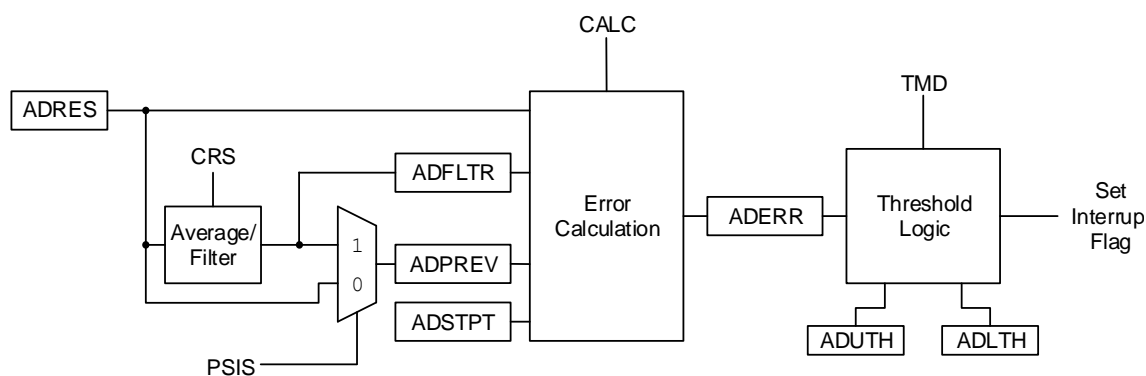 CALC
ADRES
TMD
CRS
ADFLTR
Set
Interrup
Flag
Error
Calculation
ADERR
Threshold
Logic
Average/
Filter
1
ADPREV
0
ADSTPT
ADUTH
ADLTH
PSIS